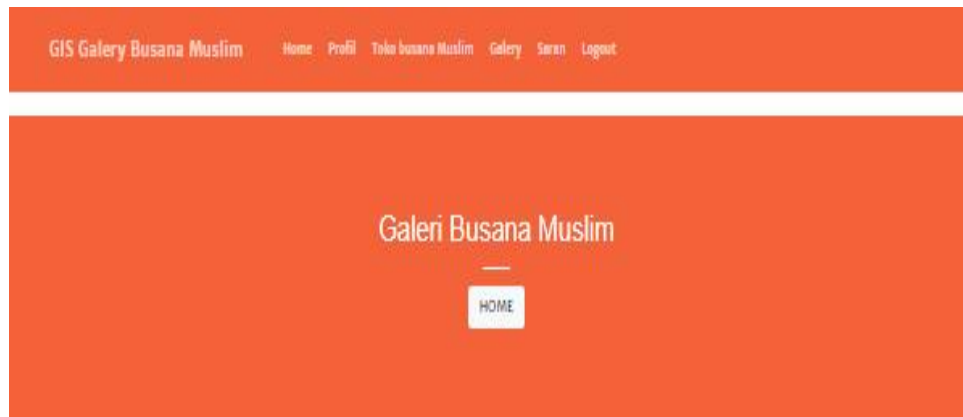 GIS Galery Busana Muslim Home Profil Toko busana Muslim Galery Saran Logout
Galeri Busana Muslim
HOME